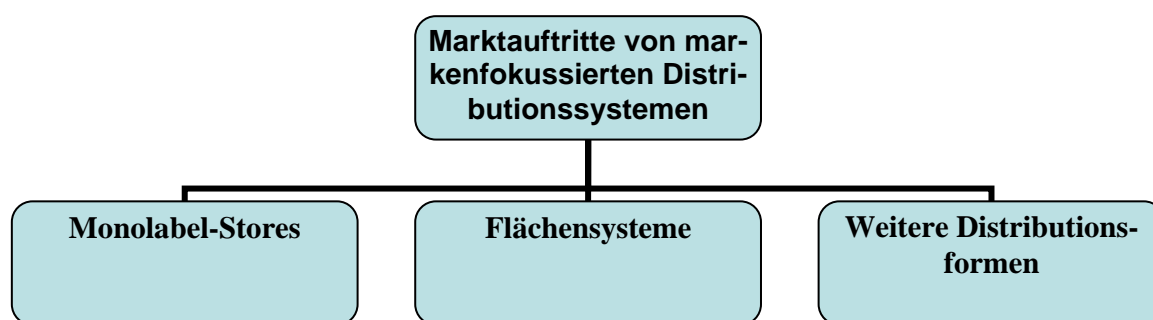 Marktauftritte von mar-
kenfokussierten Distri-
butionssystemen
Monolabel-Stores
Flächensysteme
Weitere Distributions-
formen